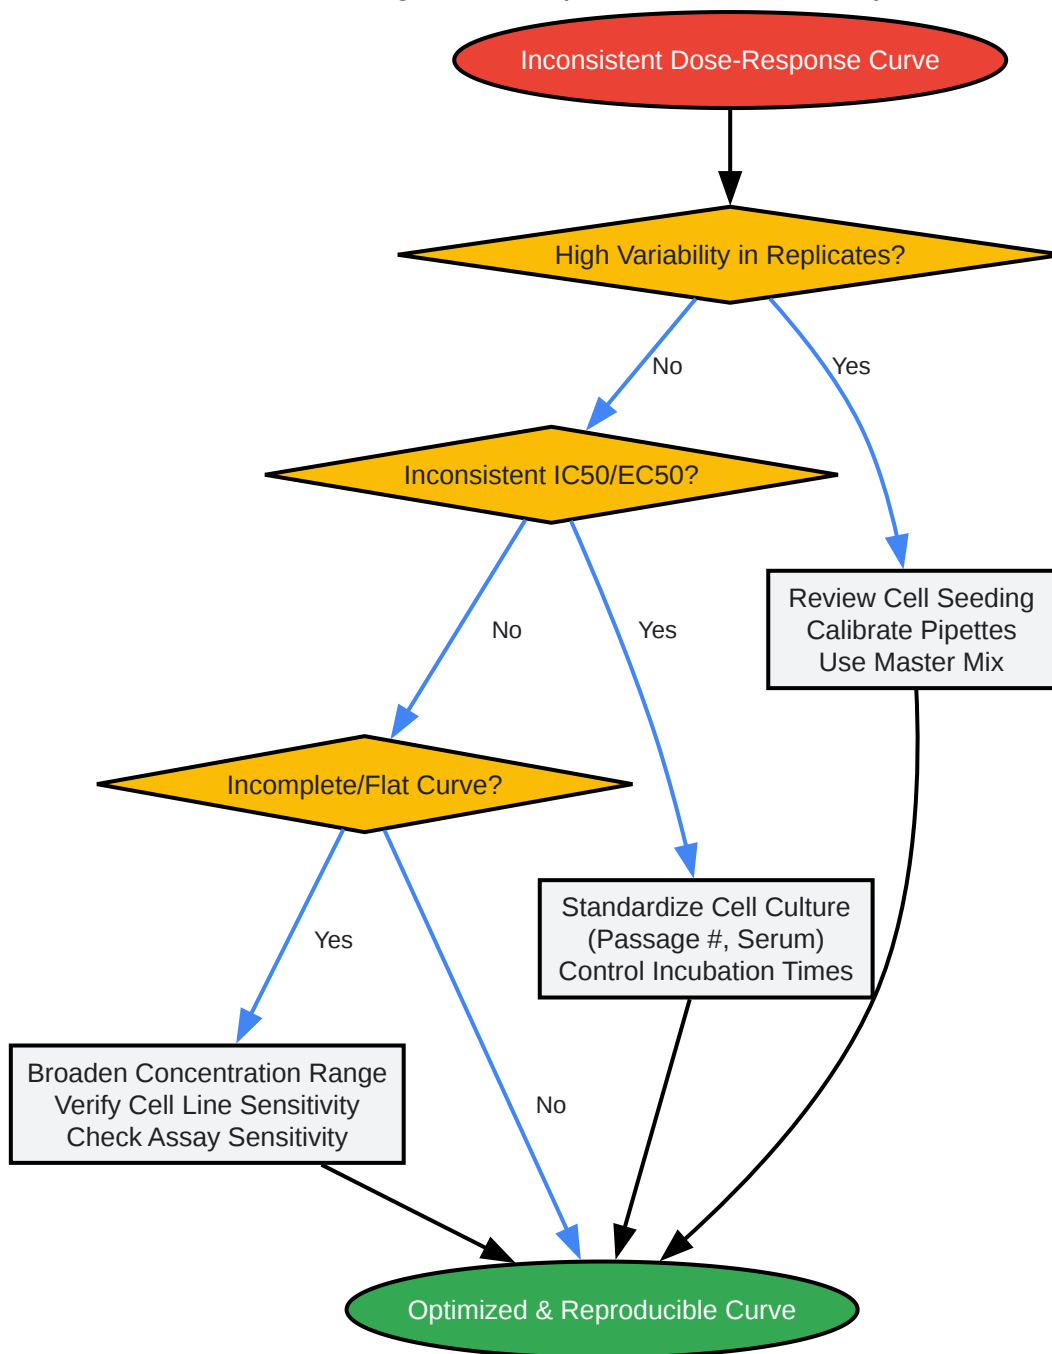 Inconsistent Dose-Response Curve
High Variability in Replicates?
No
Yes
Inconsistent IC50/EC50?
Review Cell Seeding
Calibrate Pipettes
Use Master Mix
No
Yes
Incomplete/Flat Curve?
Standardize Cell Culture
(Passage #, Serum)
Control Incubation Times
Yes
Broaden Concentration Range
Verify Cell Line Sensitivity
Check Assay Sensitivity
No
Optimized & Reproducible Curve